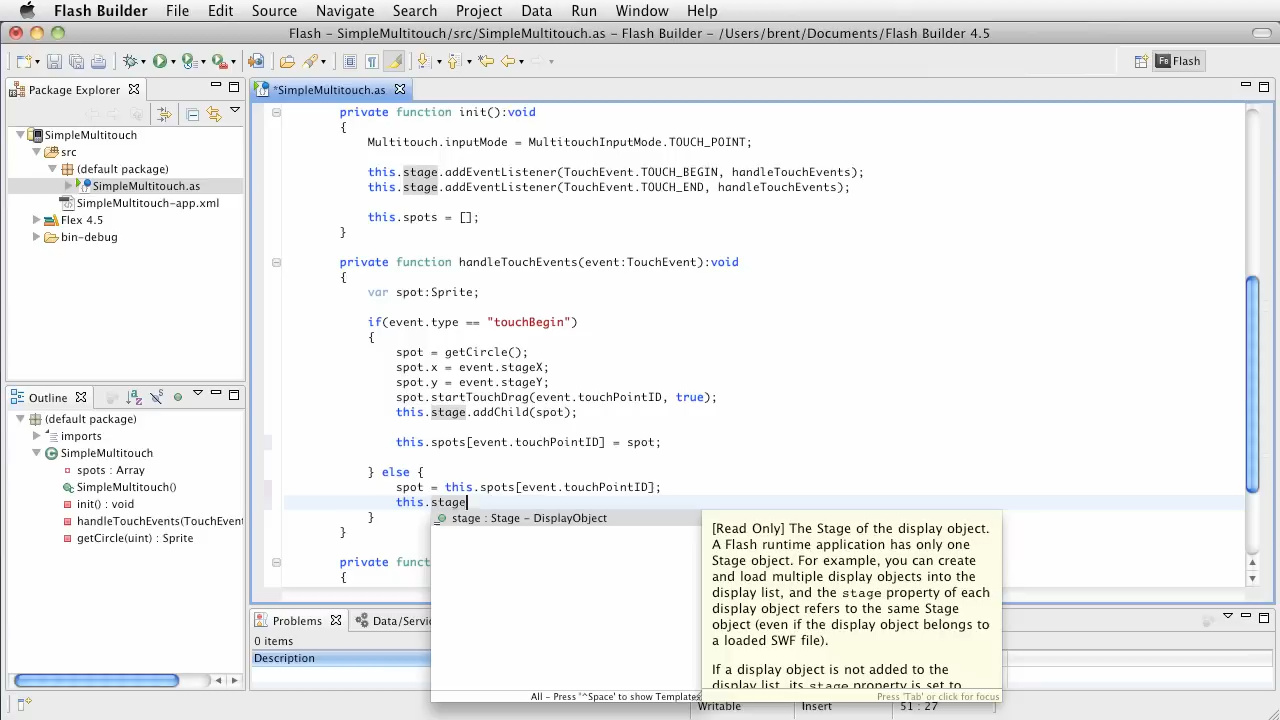 Flash Builder File Edit Source Navigate Search Project Data Run Window Help
Flash – SimpleMultitouch/src/SimpleMultitouch.as – Flash Builder – /Users/brent/Documents/Flash Builder 4.5
Fb Flash
Package Explorer
SimpleMultitouch
src
(default package)
SimpleMultitouch.as
SimpleMultitouch-app.xml
Flex 4.5
bin-debug
Outline
(default package)
imports
SimpleMultitouch
spots : Array
SimpleMultitouch()
init() : void
handleTouchEvents(TouchEvent
getCircle(uint) : Sprite
*SimpleMultitouch.as
private function init():void
{
Multitouch.inputMode = MultitouchInputMode.TOUCH_POINT;
this.stage.addEventListener(TouchEvent.TOUCH_BEGIN, handleTouchEvents);
this.stage.addEventListener(TouchEvent.TOUCH_END, handleTouchEvents);
this.spots = [];
}
private function handleTouchEvents(event:TouchEvent):void
{
var spot:Sprite;
if(event.type == "touchBegin")
{
spot = getCircle();
spot.x = event.stageX;
spot.y = event.stageY;
spot.startTouchDrag(event.touchPointID, true);
this.stage.addChild(spot);
this.spots[event.touchPointID] = spot;
} else {
spot = this.spots[event.touchPointID];
this.stage
}
}
private func
{
stage : Stage – DisplayObject
All – Press '^Space' to show Templates
[Read Only] The Stage of the display object.
A Flash runtime application has only one
Stage object. For example, you can create
and load multiple display objects into the
display list, and the stage property of each
display object refers to the same Stage
object (even if the display object belongs to
a loaded SWF file).
If a display object is not added to the
display list, its stage property is set to
Press 'Tab' or click for focus
Problems Data/Servic
0 items
Description
Writable Insert 51 : 27